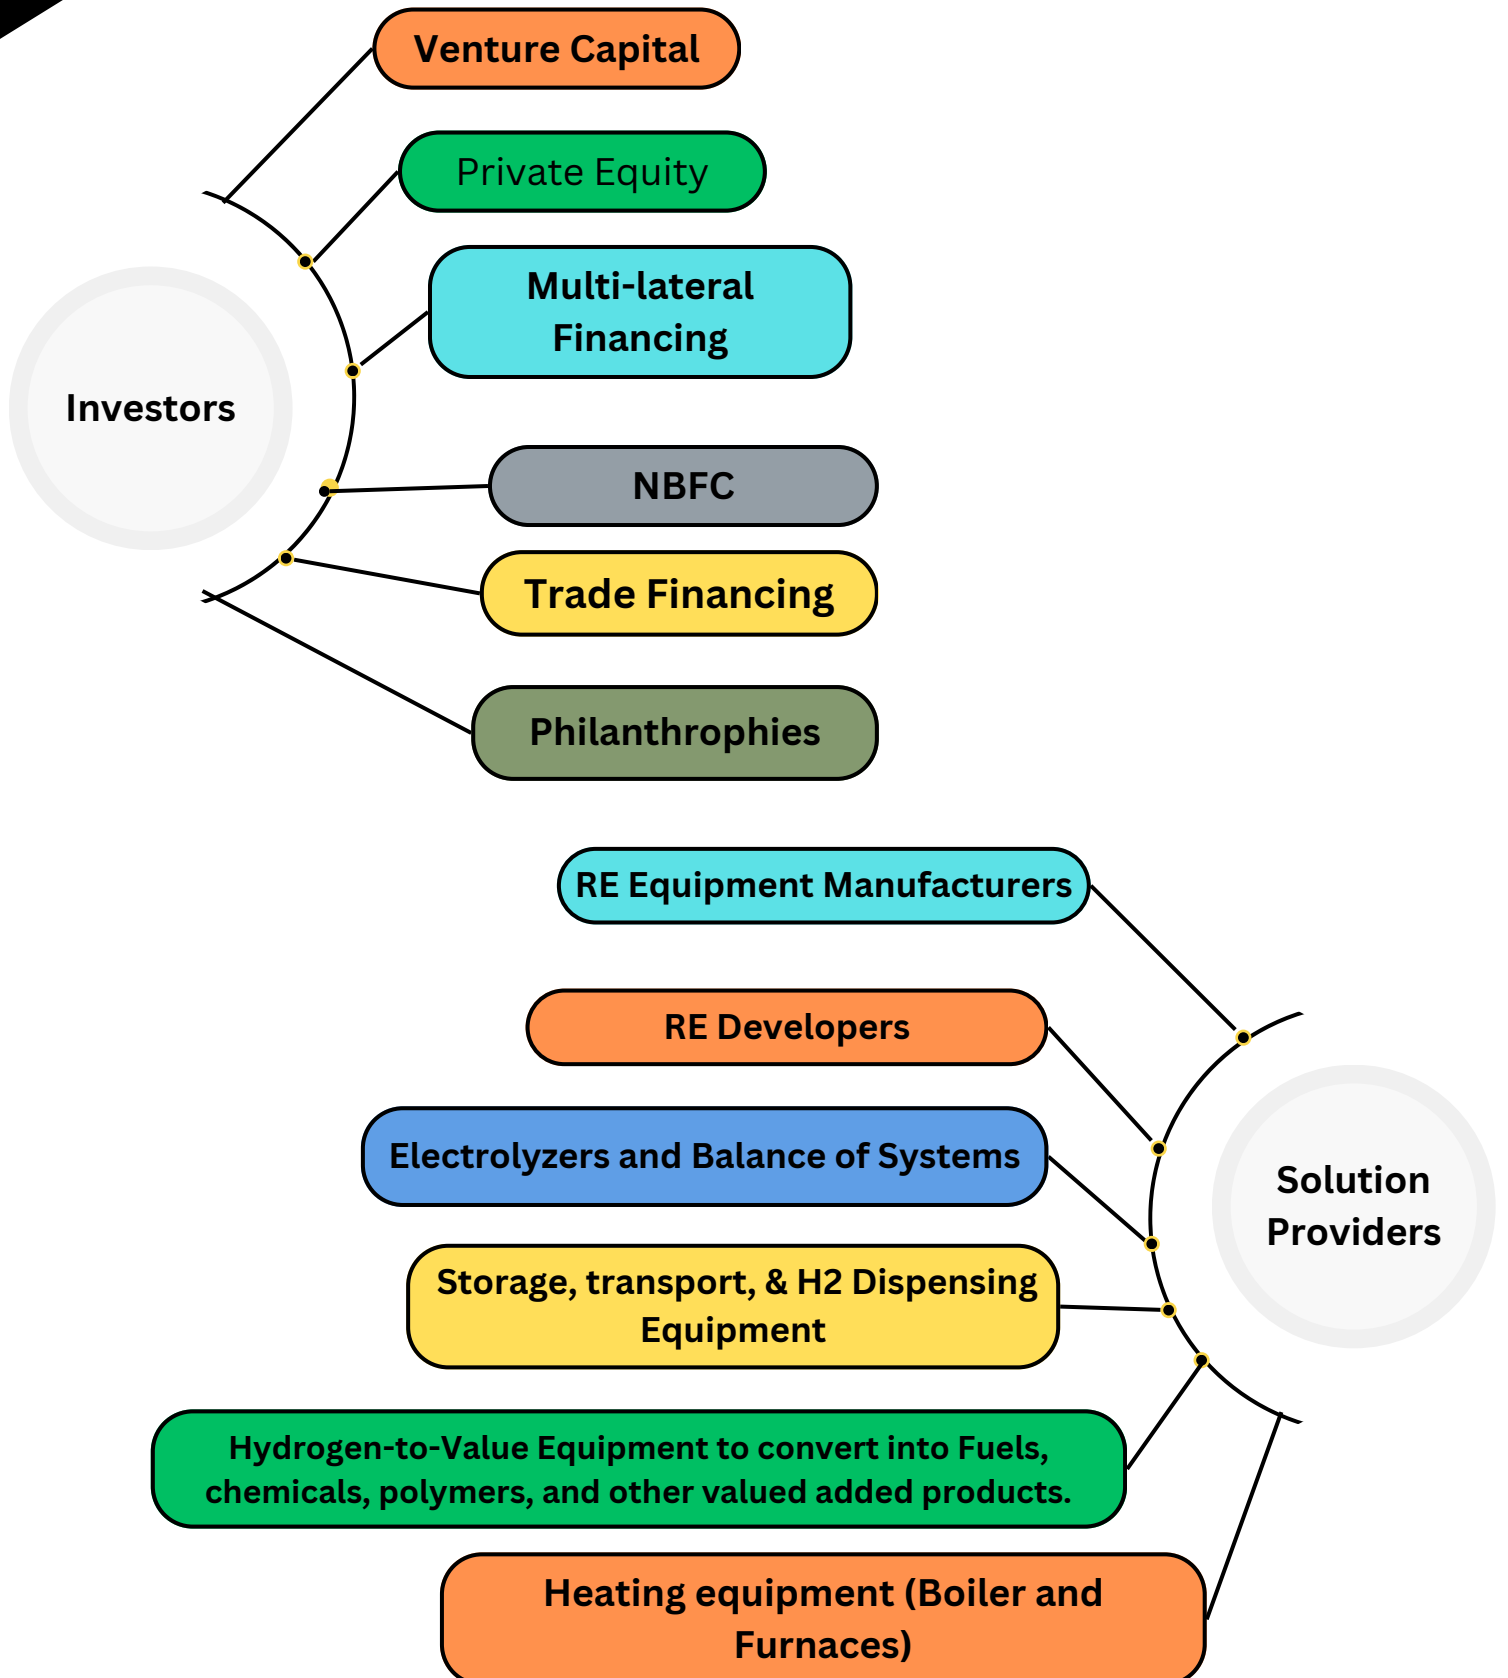 Venture Capital
Private Equity
Multi-lateral
Financing
Investors
NBFC
Trade Financing
Philanthrophies
RE Equipment Manufacturers
RE Developers
Electrolyzers and Balance of Systems
Solution
Providers
Storage, transport, & H2 Dispensing
Equipment
Hydrogen-to-Value Equipment to convert into Fuels,
chemicals, polymers, and other valued added products.
Heating equipment (Boiler and
Furnaces)